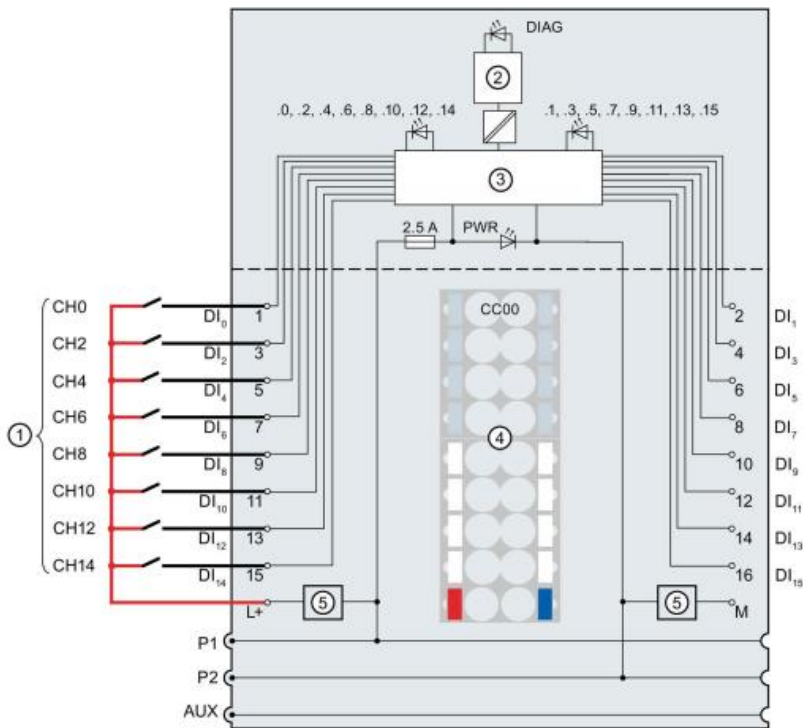 DIAG
②
.0, .2, .4, .6, .8, .10, .12, .14
.1, .3, .5, .7, .9, .11, .13, .15
③
2.5 A
PWR
①
CH0
DI₀
1
CH2
DI₂
3
CH4
DI₄
5
CH6
DI₆
7
CH8
DI₈
9
CH10
DI₁₀
11
CH12
DI₁₂
13
CH14
DI₁₄
15
L+
⑤
CC00
④
2
DI₁
4
DI₃
6
DI₅
8
DI₇
10
DI₉
12
DI₁₁
14
DI₁₃
16
DI₁₅
⑤
M
P1
P2
AUX